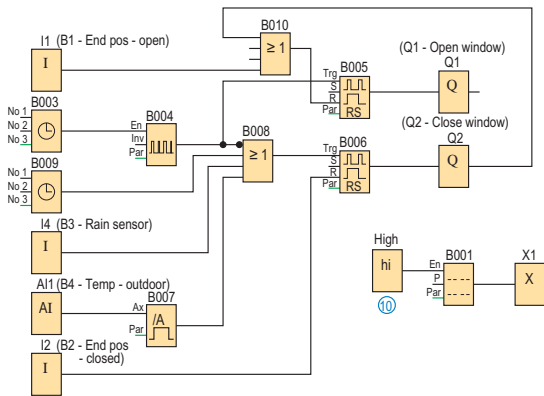 B010
I1 (B1 - End pos - open)
I
≥ 1
(Q1 - Open window)
B005
Q1
Trg
S
R
Par
RS
Q
B003
No 1
No 2
No 3
B004
En
Inv
Par
(Q2 - Close window)
B008
B006
Q2
≥ 1
Trg
S
R
Par
RS
Q
B009
No 1
No 2
No 3
I4 (B3 - Rain sensor)
I
High
hi
10
B001
En
P
Par
X1
X
AI1 (B4 - Temp - outdoor)
AI
B007
Ax
/A
Par
I2 (B2 - End pos
- closed)
I